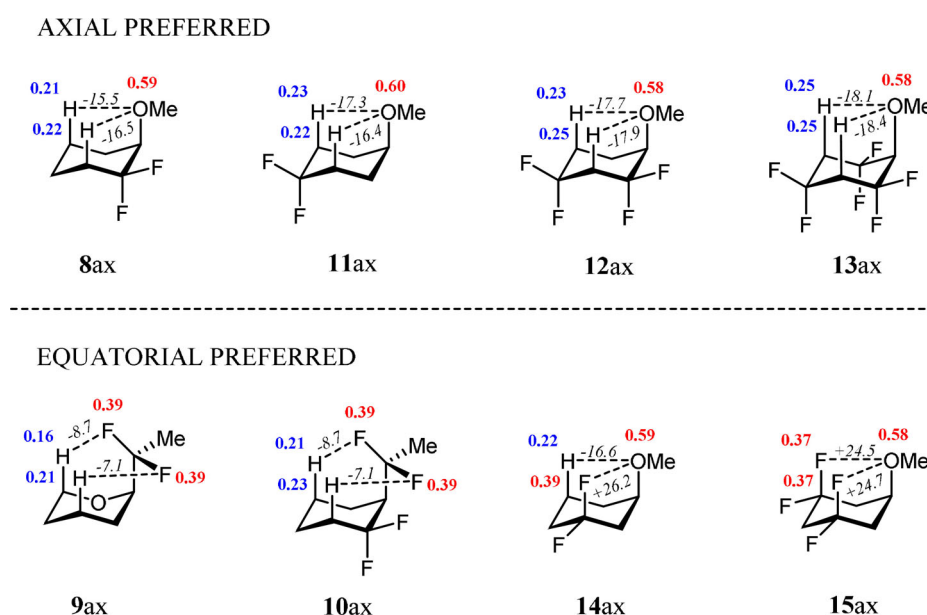 AXIAL PREFERRED
0.21 0.59 0.23 0.60 0.23 0.58 0.25 0.58
H -15.5 OMe H -17.3 OMe H -17.7 OMe H -18.1 OMe
0.22 H -16.5 0.22 H -16.4 0.25 H -17.9 0.25 H -18.4
F F F F F F F F F F F F F F
8ax 11ax 12ax 13ax
EQUATORIAL PREFERRED
0.39 0.39 0.59 0.37 0.58
0.16 -8.7 F Me 0.21 -8.7 F Me 0.22 H -16.6 OMe F +24.5 OMe
H H 0.39 F +26.2 0.37 F +24.7
0.21 H -7.1 F 0.39 0.23 H -7.1 F 0.39
O F F F F F
9ax 10ax 14ax 15ax